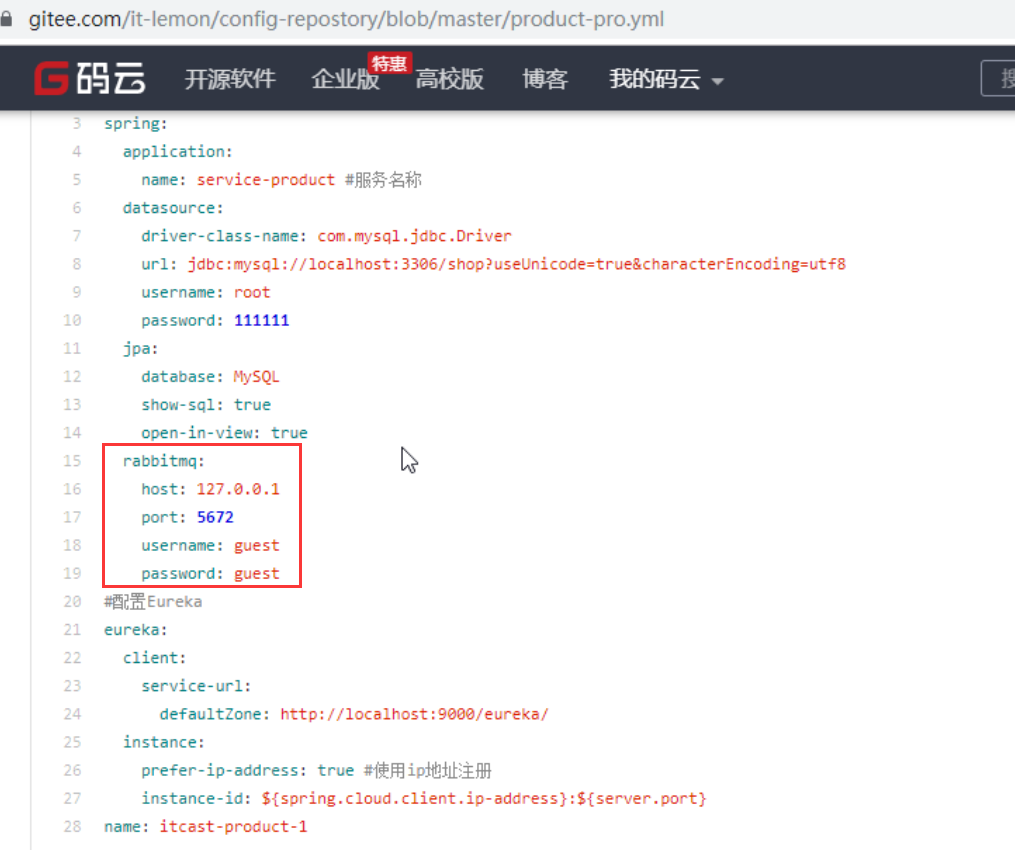 gitee.com/it-lemon/config-repostory/blob/master/product-pro.yml
G 码云 开源软件 企业版 特惠 高校版 博客 我的码云
3 spring:
4 application:
5 name: service-product #服务名称
6 datasource:
7 driver-class-name: com.mysql.jdbc.Driver
8 url: jdbc:mysql://localhost:3306/shop?useUnicode=true&characterEncoding=utf8
9 username: root
10 password: 111111
11 jpa:
12 database: MySQL
13 show-sql: true
14 open-in-view: true
15 rabbitmq:
16 host: 127.0.0.1
17 port: 5672
18 username: guest
19 password: guest
20 #配置Eureka
21 eureka:
22 client:
23 service-url:
24 defaultZone: http://localhost:9000/eureka/
25 instance:
26 prefer-ip-address: true #使用ip地址注册
27 instance-id: ${spring.cloud.client.ip-address}:${server.port}
28 name: itcast-product-1